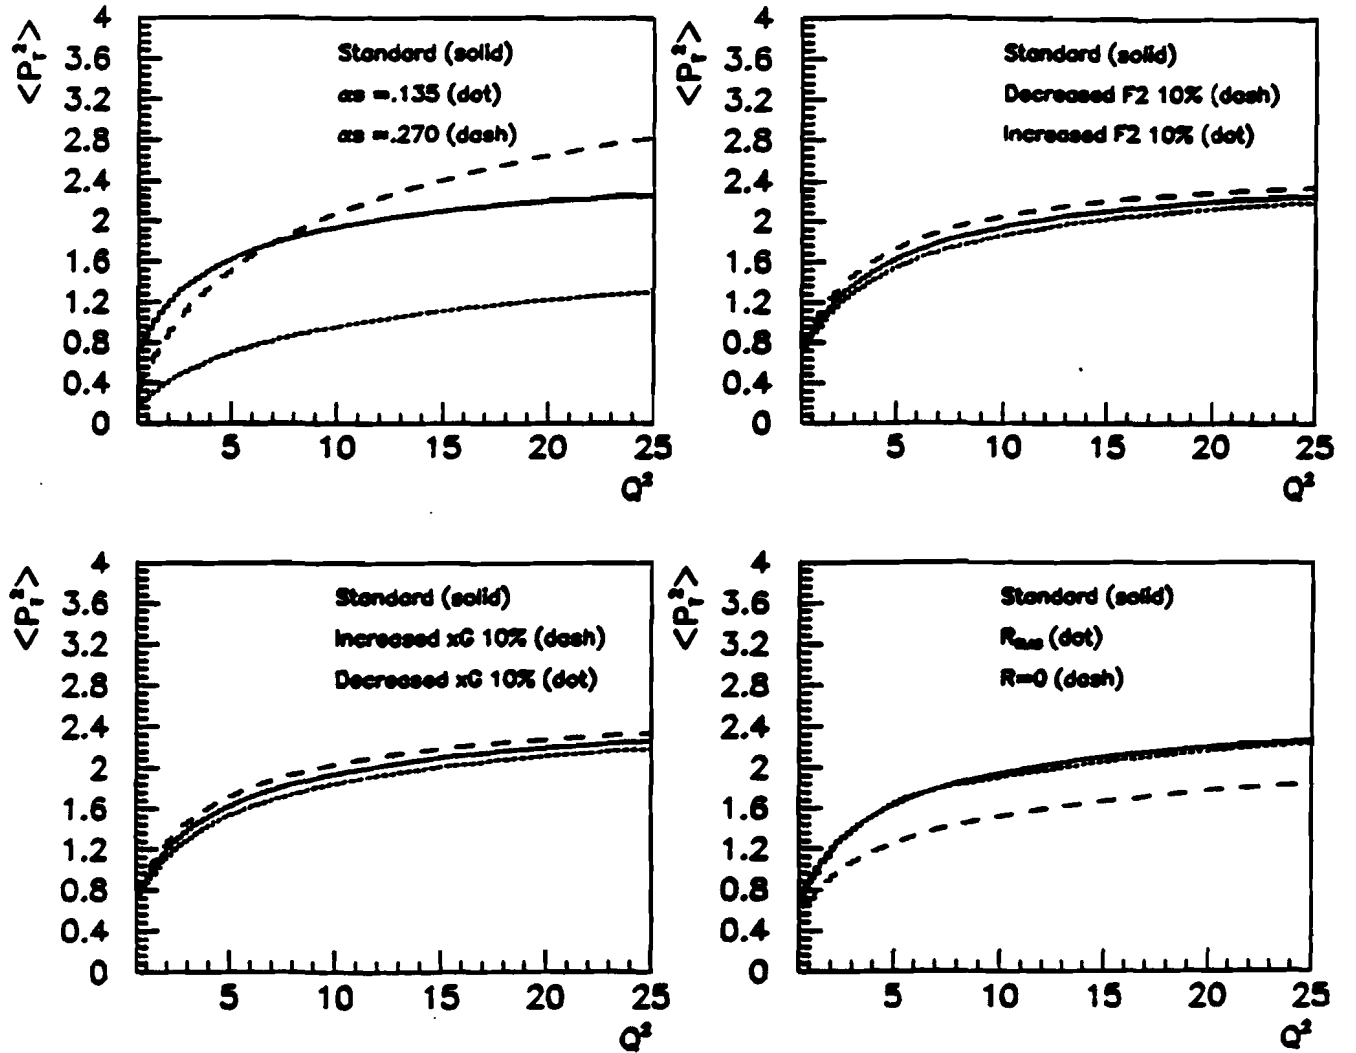 <P_T^2>
4
3.6
3.2
2.8
2.4
2
1.6
1.2
0.8
0.4
0
Standard (solid)
αs =.135 (dot)
αs =.270 (dash)
5 10 15 20 25
Q²
<P_T^2>
4
3.6
3.2
2.8
2.4
2
1.6
1.2
0.8
0.4
0
Standard (solid)
Decreased F2 10% (dash)
Increased F2 10% (dot)
5 10 15 20 25
Q²
<P_T^2>
4
3.6
3.2
2.8
2.4
2
1.6
1.2
0.8
0.4
0
Standard (solid)
Increased xG 10% (dash)
Decreased xG 10% (dot)
5 10 15 20 25
Q²
<P_T^2>
4
3.6
3.2
2.8
2.4
2
1.6
1.2
0.8
0.4
0
Standard (solid)
(dot)
R=0 (dash)
5 10 15 20 25
Q²